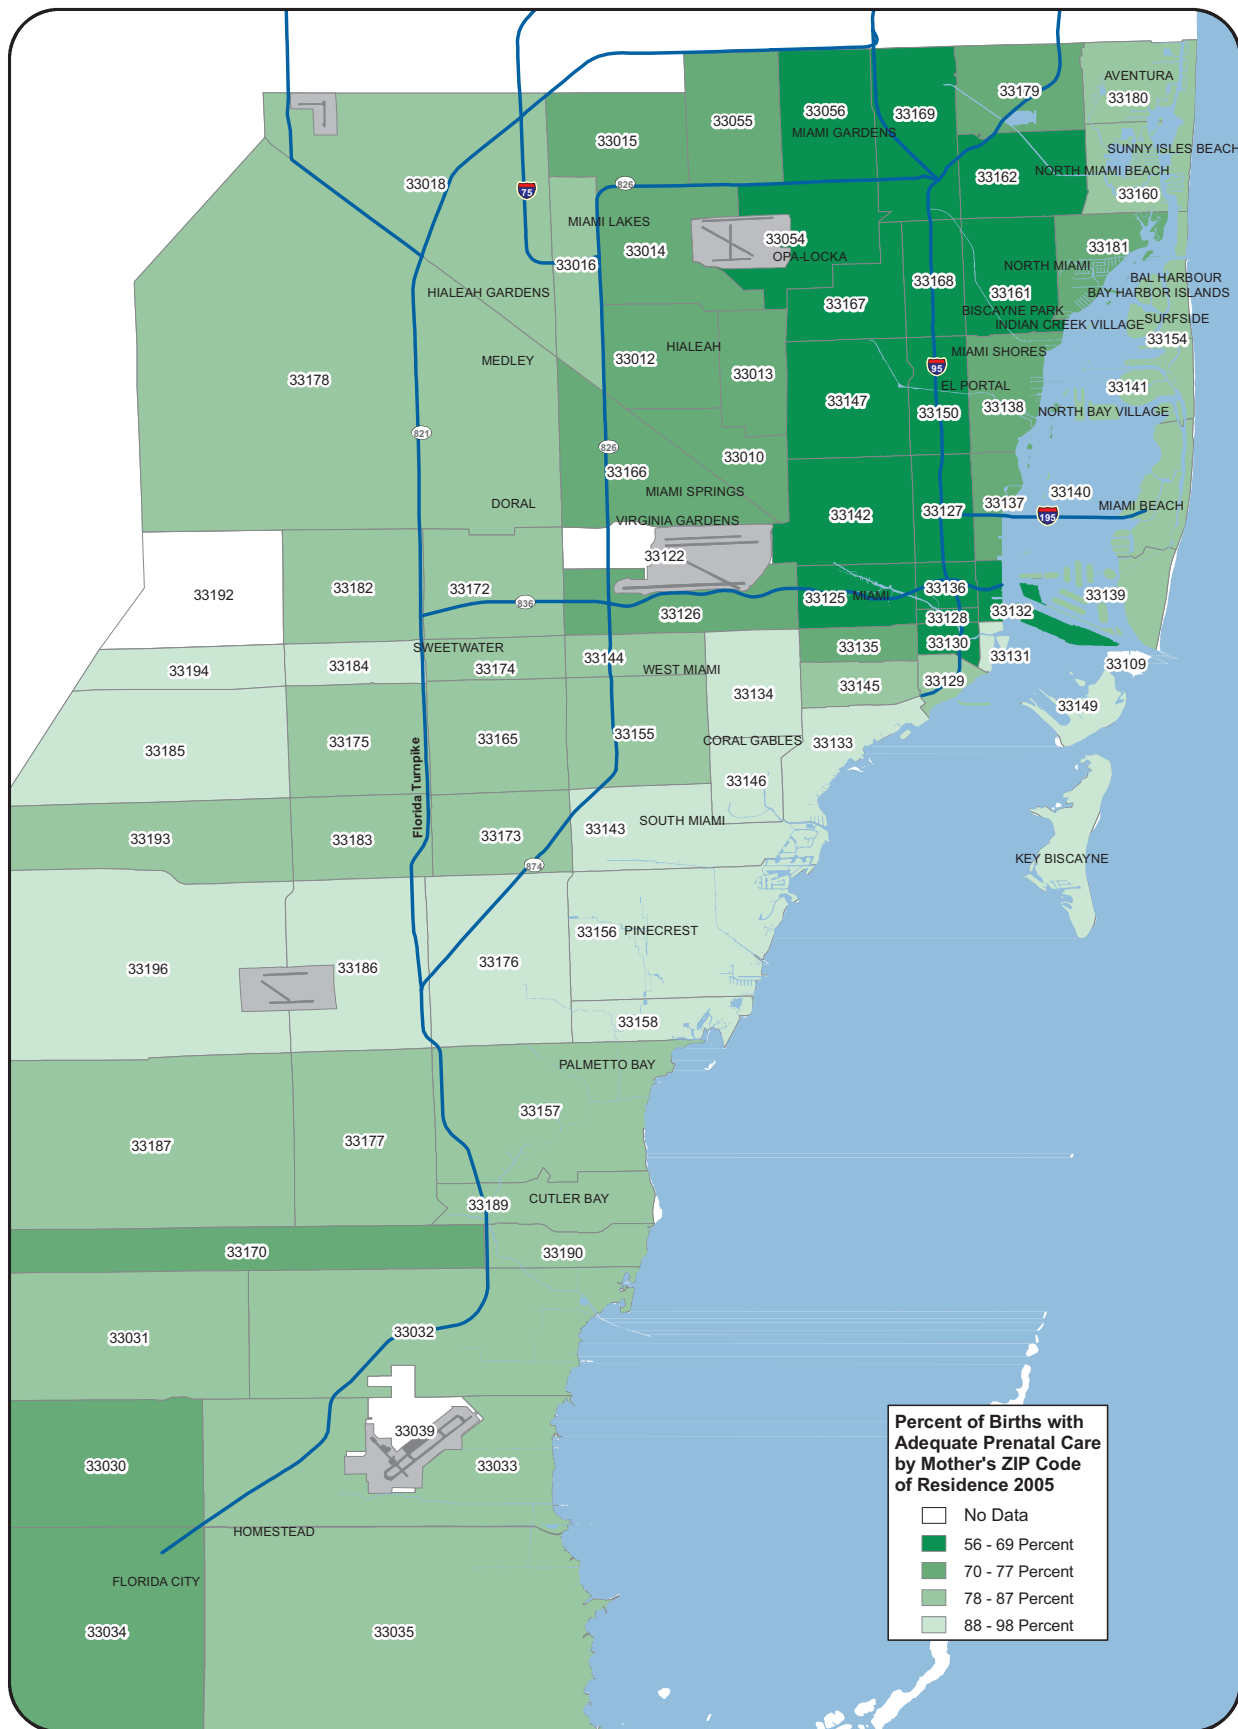 AVENTURA
33180
33179
33056
33169
33055
MIAMI GARDENS
33015
SUNNY ISLES BEACH
NORTH MIAMI BEACH
33162
33018
826
75
33160
MIAMI LAKES
33014
33054
OPA-LOCKA
33181
NORTH MIAMI
33016
BAL HARBOUR
33168
33161
BAY HARBOR ISLANDS
HIALEAH GARDENS
33167
BISCAYNE PARK
INDIAN CREEK VILLAGE
SURFSIDE
33154
HIALEAH
MIAMI SHORES
33012
MEDLEY
95
33013
33178
EL PORTAL
33141
33147
33150
33138
NORTH BAY VILLAGE
821
826
33010
33166
MIAMI SPRINGS
33140
DORAL
33137
MIAMI BEACH
33127
33142
195
VIRGINIA GARDENS
33122
33192
33182
33172
836
33136
MIAMI
33125
33139
33126
33132
33128
33130
SWEETWATER
33135
33144
33131
33109
33194
33184
33174
WEST MIAMI
33129
33145
33134
33149
33155
33165
33175
CORAL GABLES
33133
33185
33146
Florida Turnpike
SOUTH MIAMI
33143
33173
33193
33183
KEY BISCAYNE
874
33156
PINECREST
33176
33186
33196
33158
PALMETTO BAY
33157
33177
33187
CUTLER BAY
33189
33170
33190
33032
33031
33039
33030
33033
HOMESTEAD
FLORIDA CITY
33034
33035
Percent of Births with
Adequate Prenatal Care
by Mother's ZIP Code
of Residence 2005
No Data
56 - 69 Percent
70 - 77 Percent
78 - 87 Percent
88 - 98 Percent